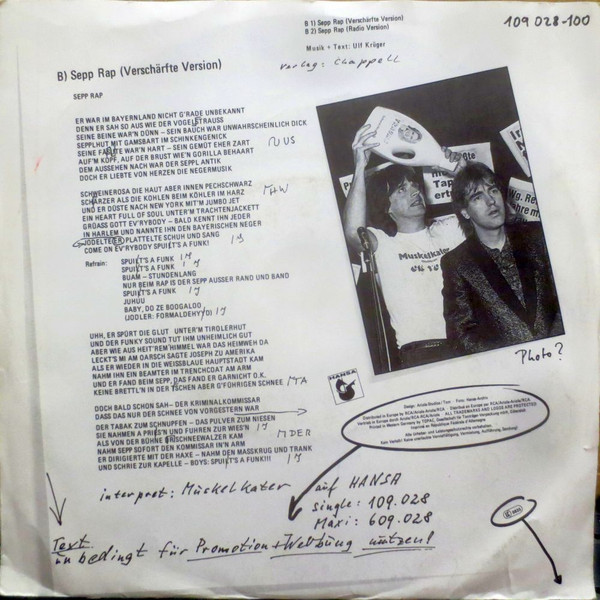 109 028-100
B 1) Sepp Rap (Verschärfte Version)
B 2) Sepp Rap (Radio Version)
Musik + Text: Ulf Krüger
verlag: Chappell
B) Sepp Rap (Verschärfte Version)
SEPP RAP
ER WAR IM BAYERNLAND NICHT G'RADE UNBEKANNT
DENN ER SAH SO AUS WIE DER VOGELSTRAUSS
SEINE BEINE WAR'N DÜNN – SEIN BAUCH WAR UNWAHRSCHEINLICH DICK
SEPPLHUT MIT GAMSBART IM SCHINKENGENICK
SEINE FÄUSTE WAR'N HART – SEIN GEMÜT EHER ZART
AUF'M KOPF, AUF DER BRUST WIE'N GORILLA BEHAART
DEM AUSSEHEN NACH WAR DER SEPPL ANTIK
DOCH ER LIEBTE VON HERZEN DIE NEGERMUSIK
SCHWEINEROSA DIE HAUT ABER INNEN PECHSCHWARZ
SCHÄRZER ALS DIE KOHLEN BEIM KÖHLER IM HARZ
UND ER DÜSTE NACH NEW YORK MIT'M JUMBO JET
EIN HEART FULL OF SOUL UNTER'M TRACHTENJACKETT
GRÜASS GOTT EV'RYBODY – BALD KENNT IHN JEDER
IN HARLEM UND NANNTE IHN DEN BAYERISCHEN NEGER
JODELTE ER PLATTELTE SCHUH UND SANG
COME ON EV'RYBODY SPUIT'S A FUNK!
Refrain: SPUIT'S A FUNK
SPUIT'S A FUNK
BUAM – STUNDENLANG
NUR BEIM RAP IS DER SEPP AUSSER RAND UND BAND
SPUIT'S A FUNK
JUHUU
BABY, DO ZE BOOGALOO
(JODLER: FORMALDEHYYD)
UHH, ER SPÜRT DIE GLUT UNTER'M TIROLERHUT
UND DER FUNKY SOUND TUT IHM UNHEIMLICH GUT
ABER WIE AUS HEIT'REM HIMMEL WAR DAS HEIMWEH DA
LECKT'S MI AM OARSCH SAGTE JOSEPH ZU AMERIKA
ALS ER WIEDER IN DIE WEISSBLAUE HAUPTSTADT KAM
NAHM IHN EIN BEAMTER IM TRENCHCOAT AM ARM
UND ER FAND BEIM SEPP, DAS FAND ER GARNICHT O.K.
KEINE BRETTL'N IN DER TSCHEN ABER G'FÖHRIGEN SCHNEE
DOCH BALD SCHON SAH– DER KRIMINALKOMMISSAR
DASS DAS NUR DER SCHNEE VON VORGESTERN WAR
DER TABAK ZUM SCHNUPFEN – DAS PULVER ZUM NIESEN
SIE NAHMEN A PRIES'N UND FUHREN ZUR WIES'N
ALS VON DER BÜHNE BRISCHNEEWALZER KAM
NAHM SEPP SOFORT DEN KOMMISSAR IN'N ARM
ER DIRIGIERTE MIT DER HAXE – NAHM DEN MASSKRUG UND TRANK
UND SCHRIE ZUR KAPELLE – BOYS: SPUIT'S A FUNK!!!
Muskelkater
Photo?
HANSA
interpret: Muskelkater auf HANSA
single: 109.028
Maxi: 609.028
Text
unbedingt für Promotion + Werbung nutzen!